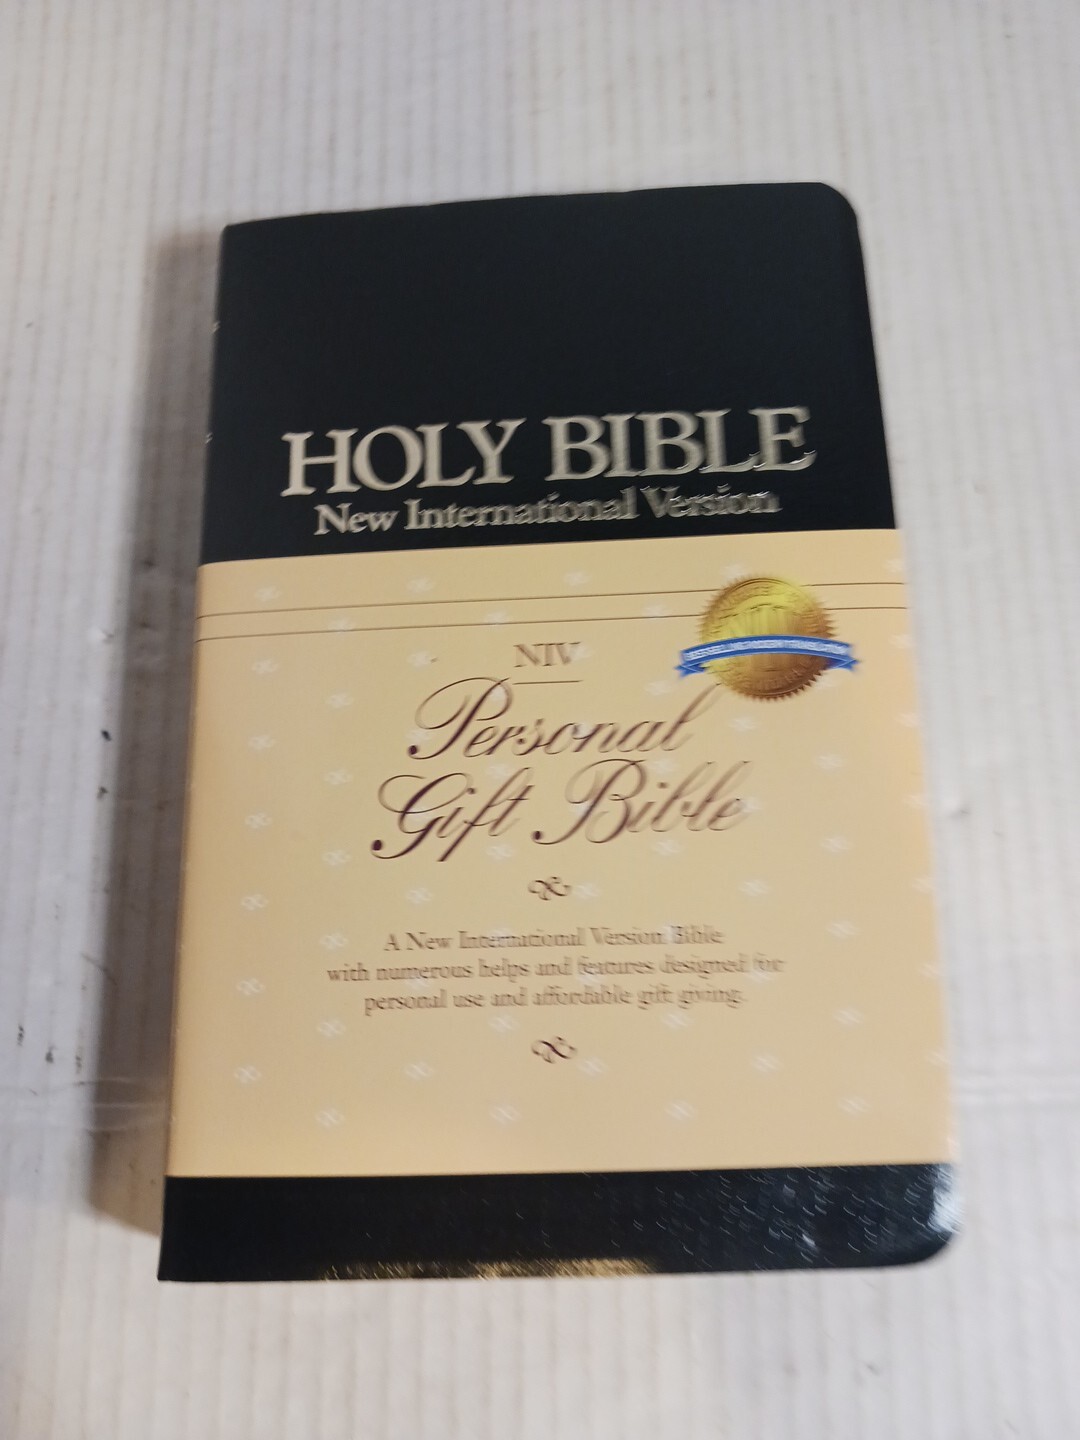 HOLY BIBLE
New International Version
NIV
Personal
Gift Bible
A New International Version Bible
with numerous helps and features designed for
personal use and affordable gift giving.